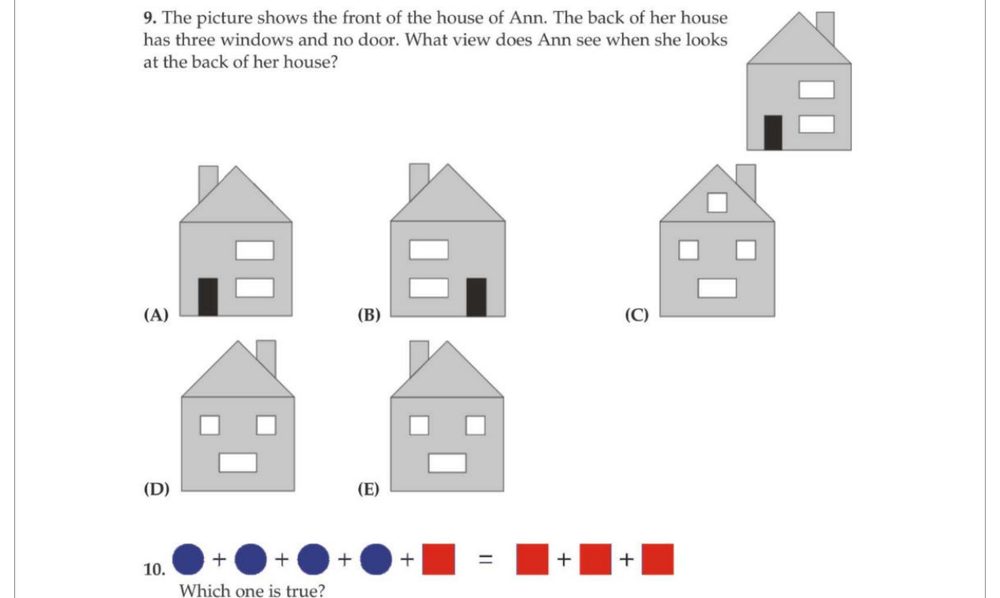 9. The picture shows the front of the house of Ann. The back of her house
has three windows and no door. What view does Ann see when she looks
at the back of her house?
(A)
(B)
(C)
(D)
(E)
10. + + + + = + +
Which one is true?